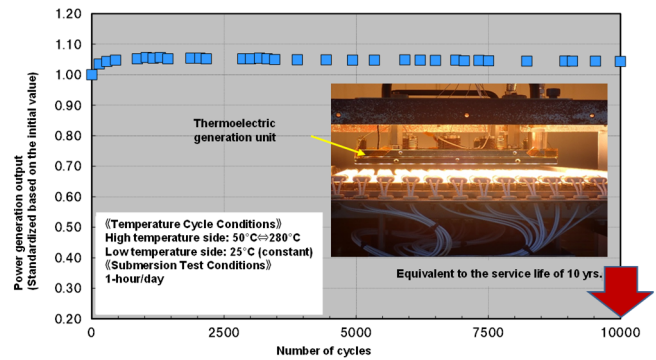 1.20
1.10
1.00
0.90
0.80
0.70
0.60
0.50
0.40
0.30
0.20
Power generation output
(Standardized based on the initial value)
Thermoelectric
generation unit
《Temperature Cycle Conditions》
High temperature side: 50°C⇔280°C
Low temperature side: 25°C (constant)
《Submersion Test Conditions》
1-hour/day
Equivalent to the service life of 10 yrs.
0
2500
5000
7500
10000
Number of cycles